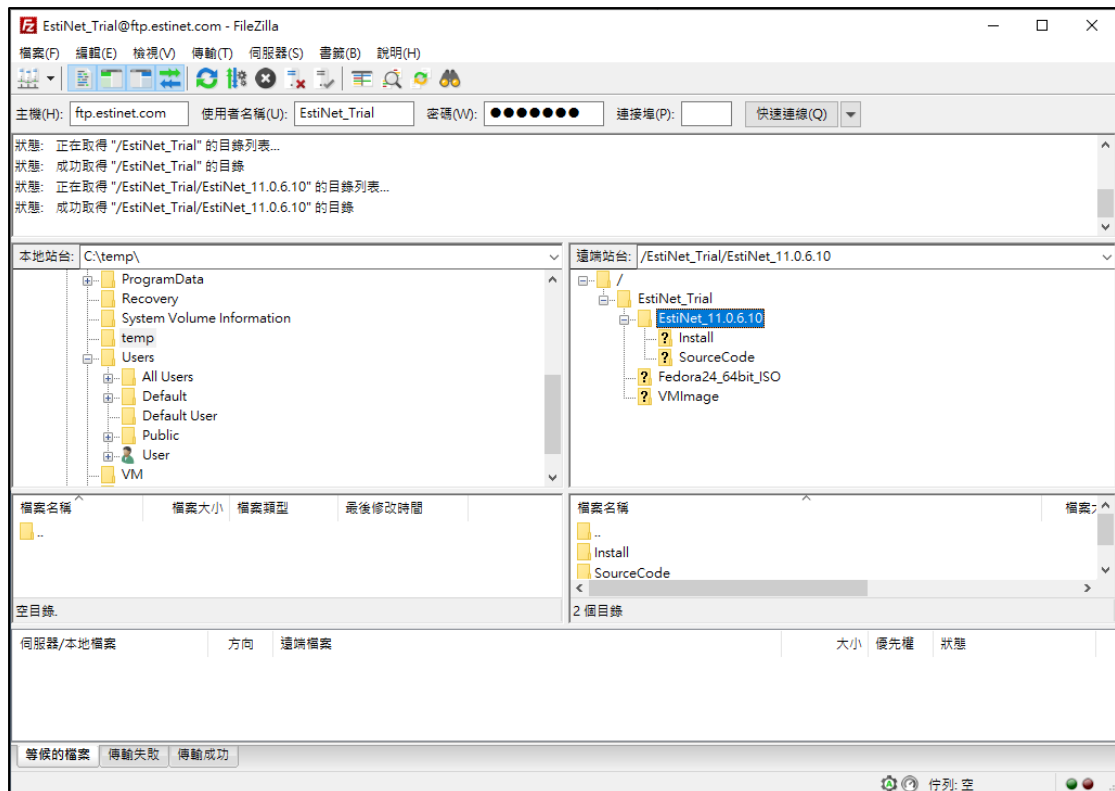 EstiNet_Trial@ftp.estinet.com - FileZilla
檔案(F) 編輯(E) 檢視(V) 傳輸(T) 伺服器(S) 書籤(B) 說明(H)
主機(H): ftp.estinet.com 使用者名稱(U): EstiNet_Trial 密碼(W): ●●●●●●● 連接埠(P): 快速連線(Q)
狀態: 正在取得 "/EstiNet_Trial" 的目錄列表...
狀態: 成功取得 "/EstiNet_Trial" 的目錄
狀態: 正在取得 "/EstiNet_Trial/EstiNet_11.0.6.10" 的目錄列表...
狀態: 成功取得 "/EstiNet_Trial/EstiNet_11.0.6.10" 的目錄
本地站台: C:\temp\
ProgramData
Recovery
System Volume Information
temp
Users
All Users
Default
Default User
Public
User
VM
遠端站台: /EstiNet_Trial/EstiNet_11.0.6.10
/
EstiNet_Trial
EstiNet_11.0.6.10
? Install
? SourceCode
? Fedora24_64bit_ISO
? VMImage
檔案名稱 檔案大小 檔案類型 最後修改時間
..
空目錄.
檔案名稱 檔案
..
Install
SourceCode
2 個目錄
伺服器/本地檔案 方向 遠端檔案 大小 優先權 狀態
等候的檔案 傳輸失敗 傳輸成功
佇列: 空